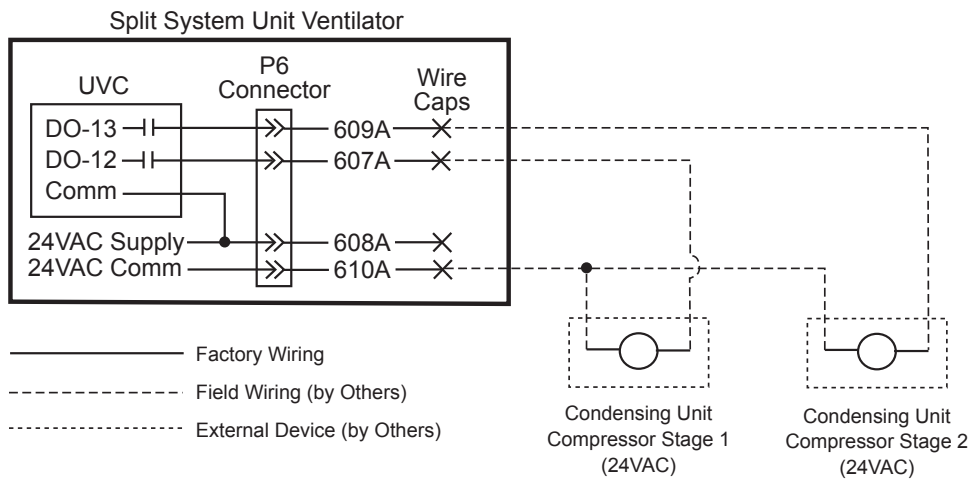 Split System Unit Ventilator
UVC
P6
Connector
Wire
Caps
DO-13
609A
DO-12
607A
Comm
24VAC Supply
608A
24VAC Comm
610A
Factory Wiring
Field Wiring (by Others)
External Device (by Others)
Condensing Unit
Compressor Stage 1
(24VAC)
Condensing Unit
Compressor Stage 2
(24VAC)